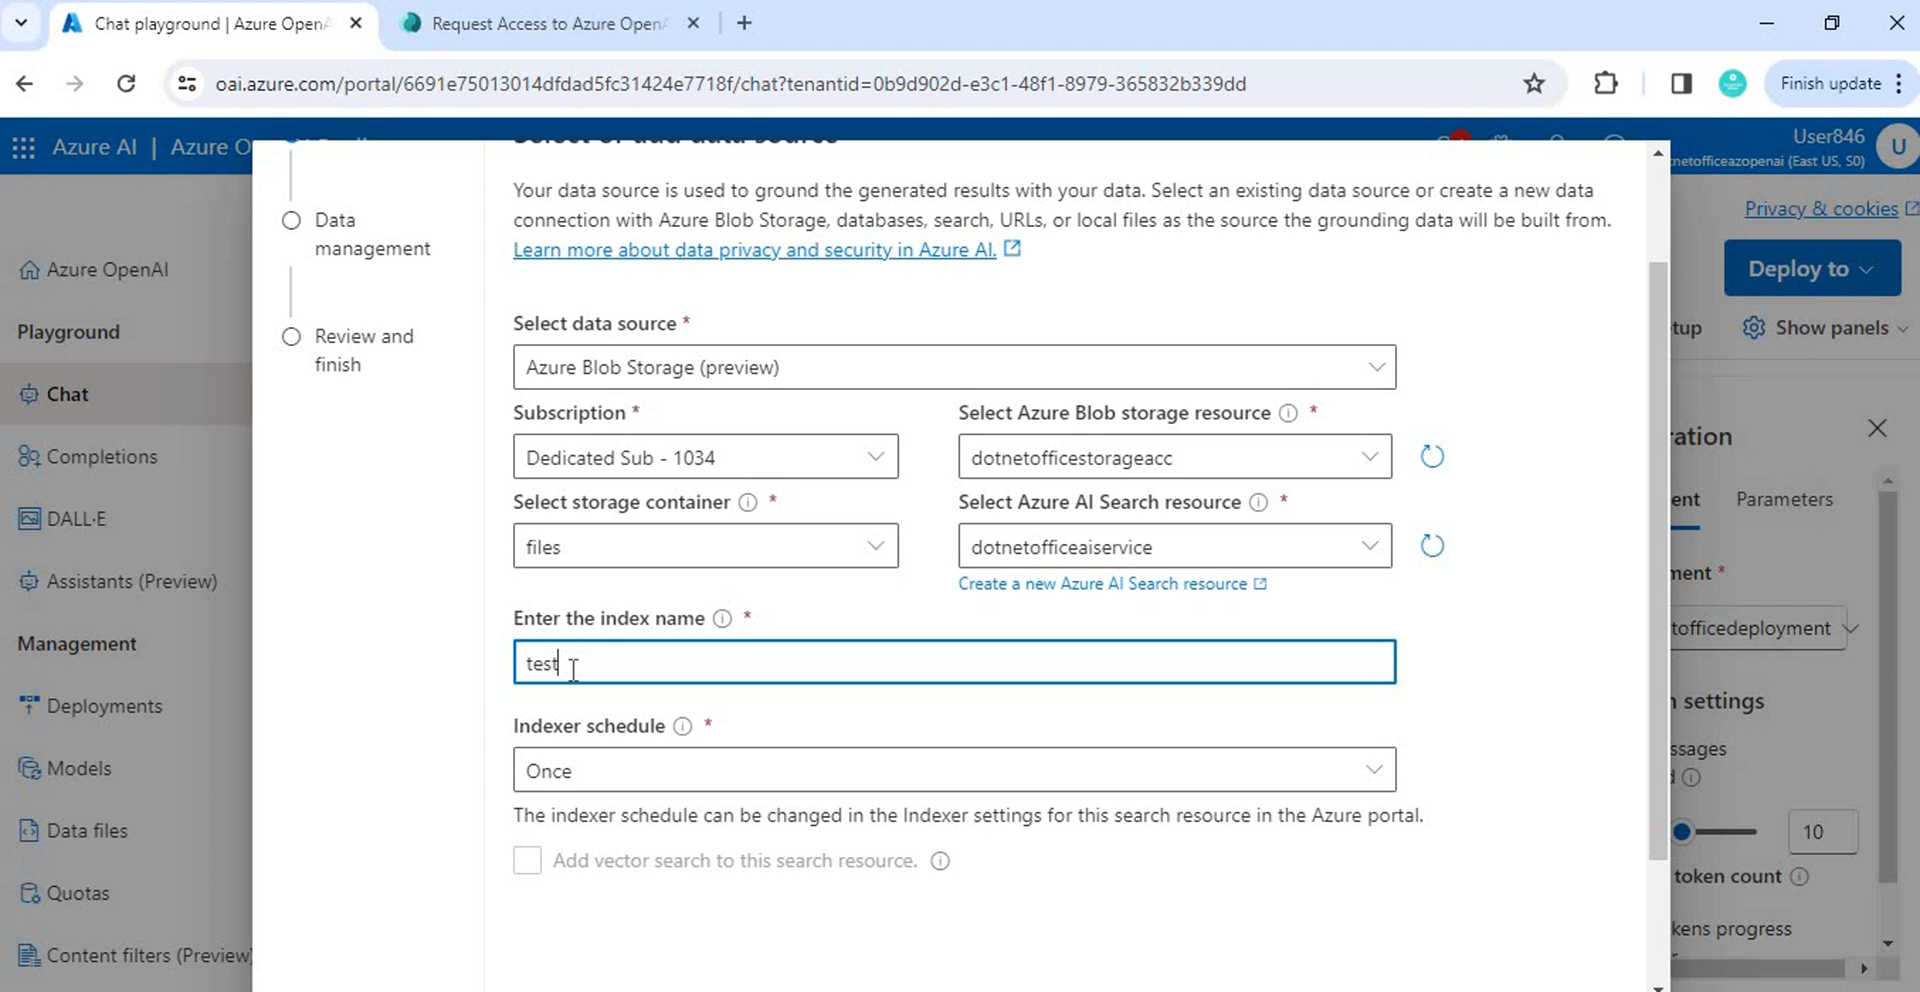 Chat playground | Azure OpenA
Request Access to Azure OpenA
oai.azure.com/portal/6691e75013014dfdad5fc31424e7718f/chat?tenantid=0b9d902d-e3c1-48f1-8979-365832b339dd
Finish update
Azure AI | Azure O
User846
netofficeazopenai (East US, S0)
U
Privacy & cookies
Deploy to
tup
Show panels
Azure OpenAI
Playground
Chat
Completions
DALL·E
Assistants (Preview)
Management
Deployments
Models
Data files
Quotas
Content filters (Preview)
Data
management
Review and
finish
Select or add data source
Your data source is used to ground the generated results with your data. Select an existing data source or create a new data
connection with Azure Blob Storage, databases, search, URLs, or local files as the source the grounding data will be built from.
Learn more about data privacy and security in Azure AI.
Select data source *
Azure Blob Storage (preview)
Subscription *
Select Azure Blob storage resource *
Dedicated Sub - 1034
dotnetofficestorageacc
Select storage container *
Select Azure AI Search resource *
files
dotnetofficeaiservice
Create a new Azure AI Search resource
Enter the index name *
test
Indexer schedule *
Once
The indexer schedule can be changed in the Indexer settings for this search resource in the Azure portal.
Add vector search to this search resource.
ration
ent
Parameters
ment *
tofficedeployment
n settings
ssages
d
10
token count
kens progress